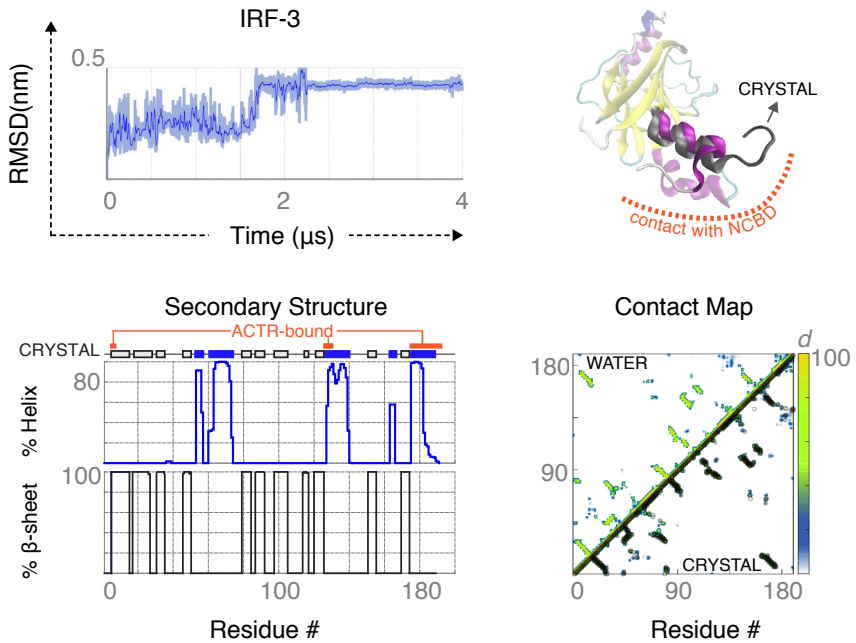 IRF-3
0.5
RMSD(nm)
0
2
4
Time (µs)
CRYSTAL
contact with NCBD
Secondary Structure
ACTR-bound
CRYSTAL
80
% Helix
100
% β-sheet
0
100
180
Residue #
Contact Map
d
100
180
WATER
90
CRYSTAL
0
0
90
180
Residue #